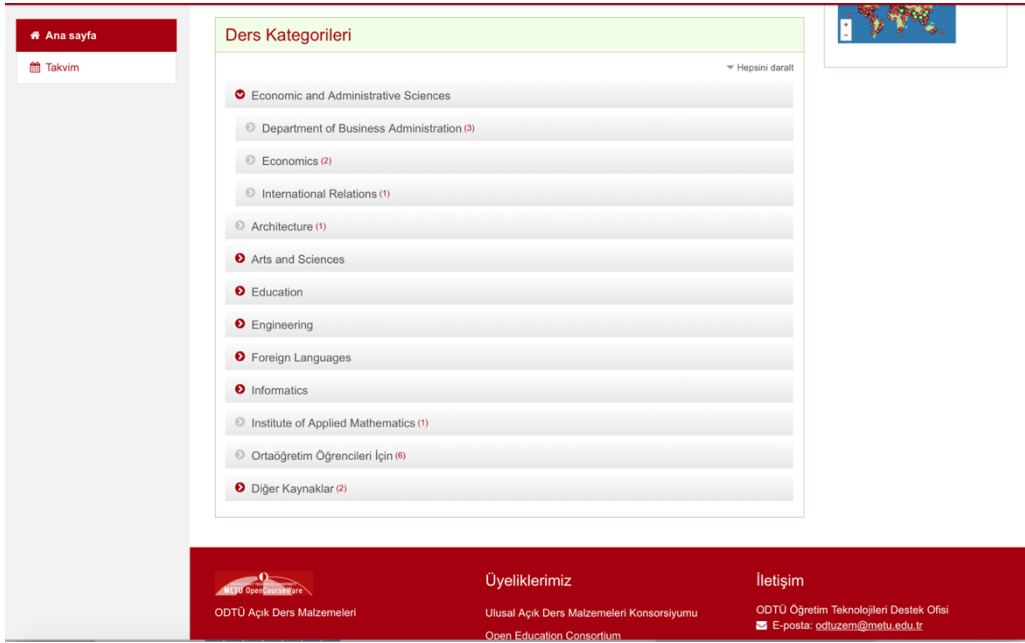 Ana sayfa
Takvim
Ders Kategorileri
Hepsini daralt
Economic and Administrative Sciences
Department of Business Administration (3)
Economics (2)
International Relations (1)
Architecture (1)
Arts and Sciences
Education
Engineering
Foreign Languages
Informatics
Institute of Applied Mathematics (1)
Ortaöğretim Öğrencileri İçin (6)
Diğer Kaynaklar (2)
+
-
METU OpenCourseWare
ODTÜ Açık Ders Malzemeleri
Üyeliklerimiz
Ulusal Açık Ders Malzemeleri Konsorsiyumu
Open Education Consortium
İletişim
ODTÜ Öğretim Teknolojileri Destek Ofisi
E-posta: odtuzem@metu.edu.tr